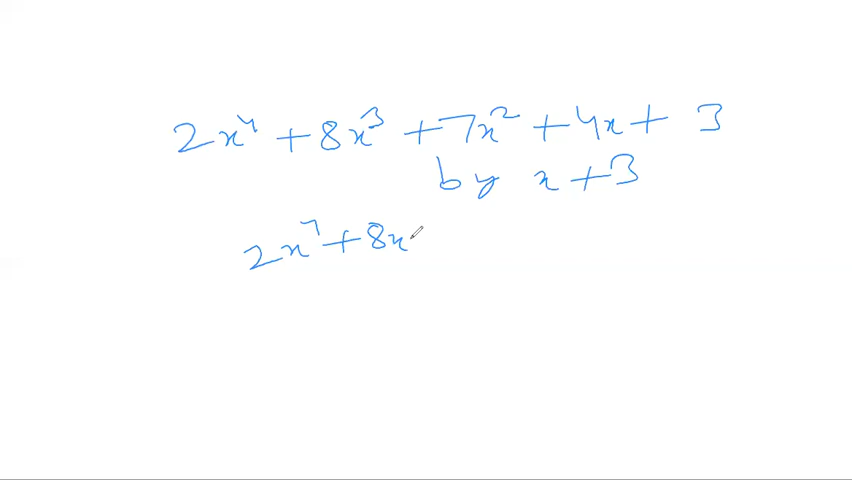 2x⁴ + 8x³ + 7x² + 4x + 3
by x + 3
2x⁴ + 8x